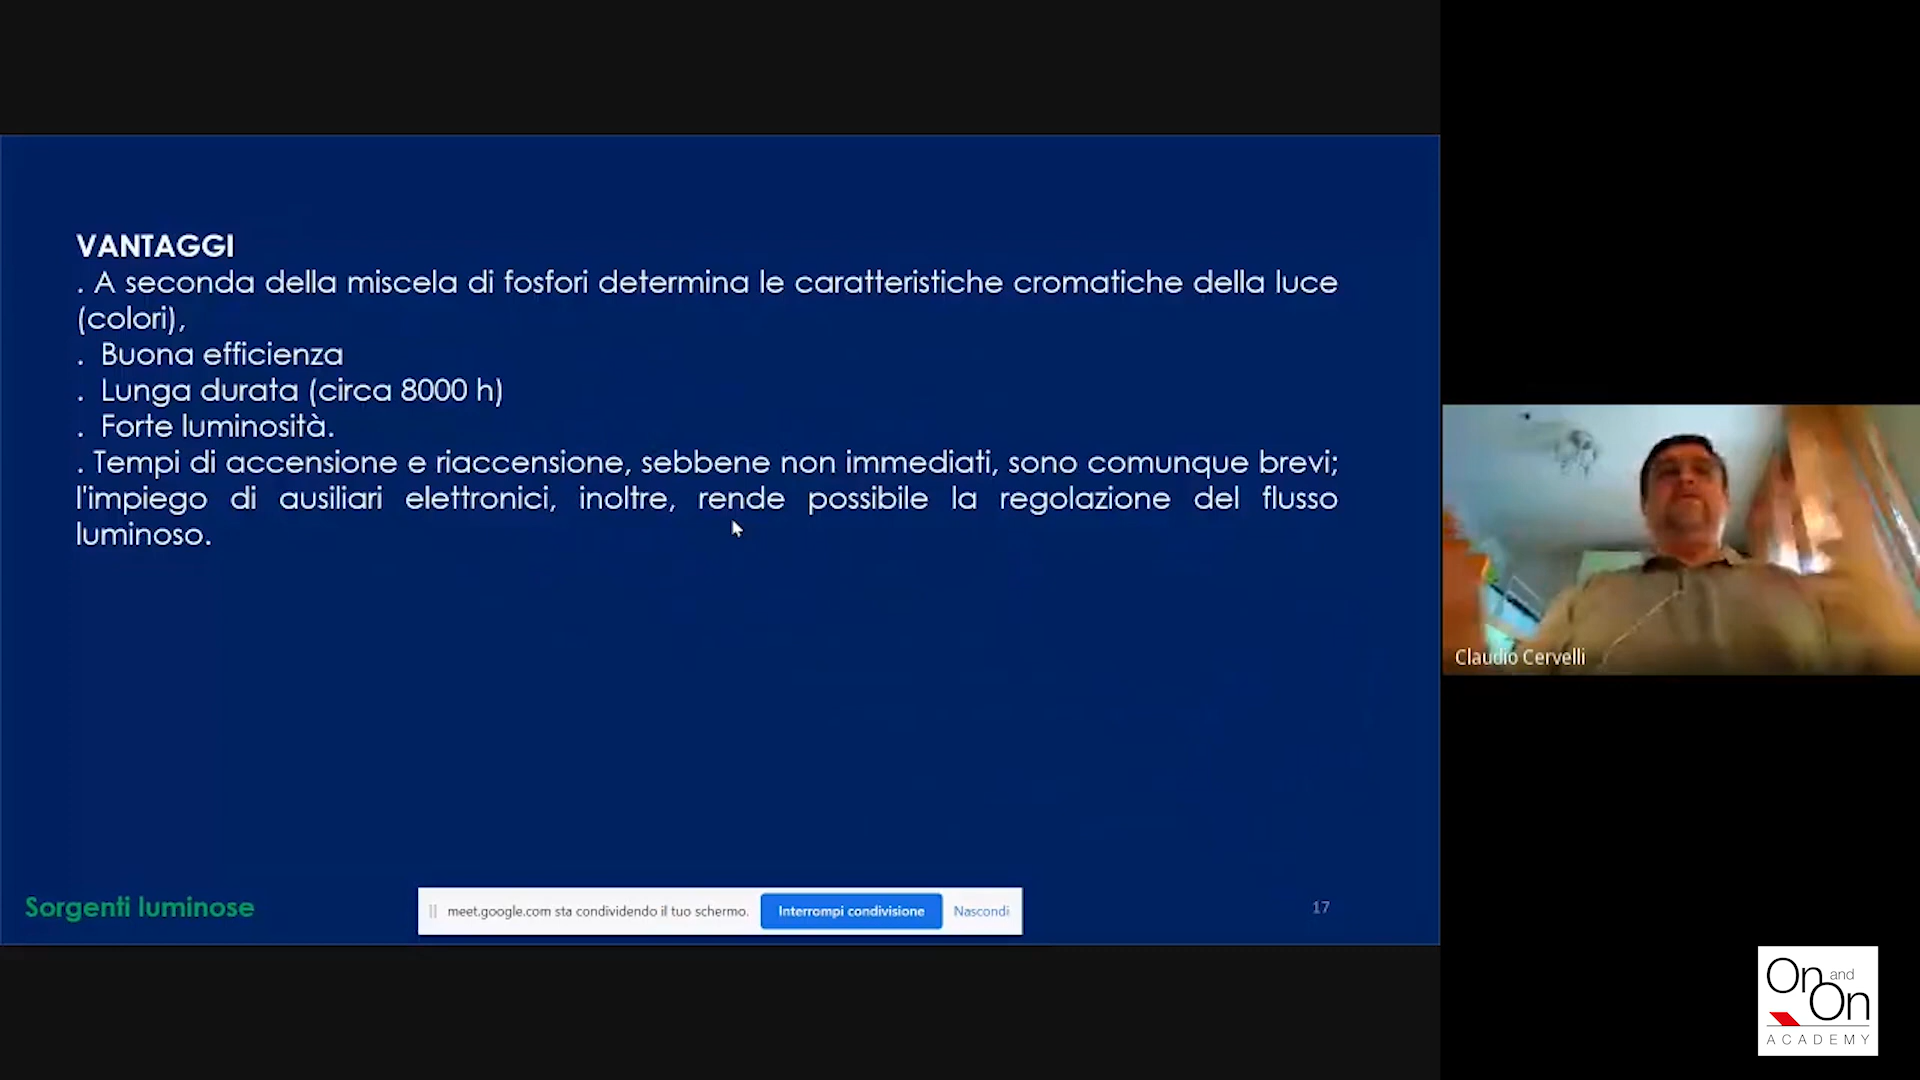 VANTAGGI
. A seconda della miscela di fosfori determina le caratteristiche cromatiche della luce
(colori),
. Buona efficienza
. Lunga durata (circa 8000 h)
. Forte luminosità.
. Tempi di accensione e riaccensione, sebbene non immediati, sono comunque brevi;
l'impiego di ausiliari elettronici, inoltre, rende possibile la regolazione del flusso
luminoso.
Claudio Cervelli
Sorgenti luminose
meet.google.com sta condividendo il tuo schermo.
Interrompi condivisione
Nascondi
17
On and
On
ACADEMY